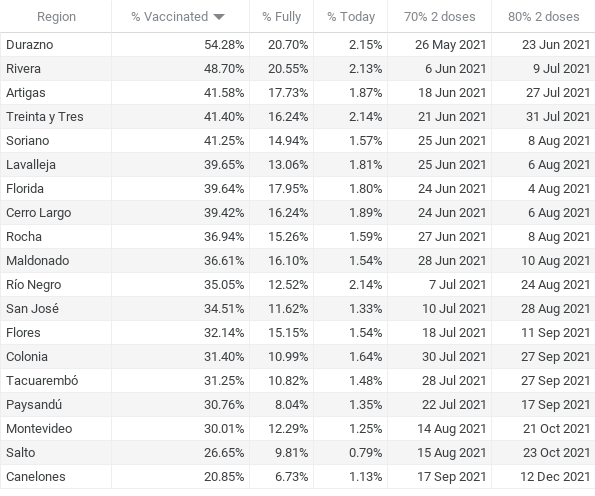 Region % Vaccinated % Fully % Today 70% 2 doses 80% 2 doses
Durazno 54.28% 20.70% 2.15% 26 May 2021 23 Jun 2021
Rivera 48.70% 20.55% 2.13% 6 Jun 2021 9 Jul 2021
Artigas 41.58% 17.73% 1.87% 18 Jun 2021 27 Jul 2021
Treinta y Tres 41.40% 16.24% 2.14% 21 Jun 2021 31 Jul 2021
Soriano 41.25% 14.94% 1.57% 25 Jun 2021 8 Aug 2021
Lavalleja 39.65% 13.06% 1.81% 25 Jun 2021 6 Aug 2021
Florida 39.64% 17.95% 1.80% 24 Jun 2021 4 Aug 2021
Cerro Largo 39.42% 16.24% 1.89% 24 Jun 2021 6 Aug 2021
Rocha 36.94% 15.26% 1.59% 27 Jun 2021 8 Aug 2021
Maldonado 36.61% 16.10% 1.54% 28 Jun 2021 10 Aug 2021
Río Negro 35.05% 12.52% 2.14% 7 Jul 2021 24 Aug 2021
San José 34.51% 11.62% 1.33% 10 Jul 2021 28 Aug 2021
Flores 32.14% 15.15% 1.54% 18 Jul 2021 11 Sep 2021
Colonia 31.40% 10.99% 1.64% 30 Jul 2021 27 Sep 2021
Tacuarembó 31.25% 10.82% 1.48% 28 Jul 2021 27 Sep 2021
Paysandú 30.76% 8.04% 1.35% 22 Jul 2021 17 Sep 2021
Montevideo 30.01% 12.29% 1.25% 14 Aug 2021 21 Oct 2021
Salto 26.65% 9.81% 0.79% 15 Aug 2021 23 Oct 2021
Canelones 20.85% 6.73% 1.13% 17 Sep 2021 12 Dec 2021